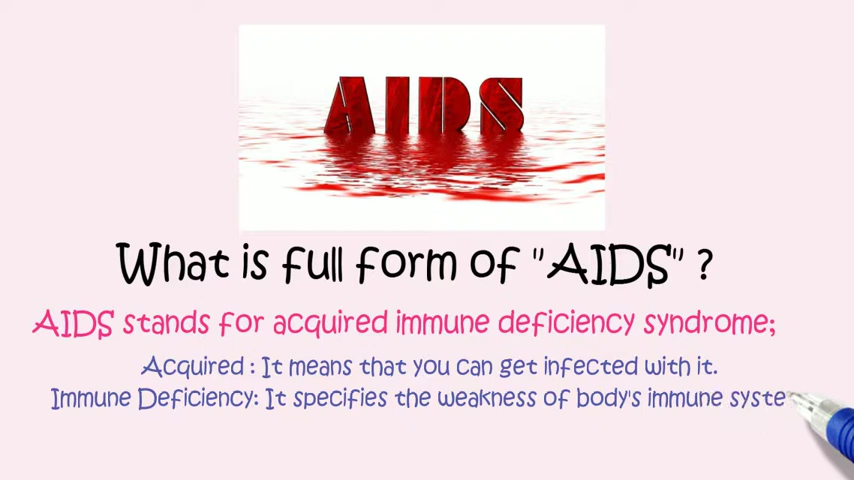 AIDS
What is full form of "AIDS" ?
AIDS stands for acquired immune deficiency syndrome;
Acquired : It means that you can get infected with it.
Immune Deficiency: It specifies the weakness of body's immune syste